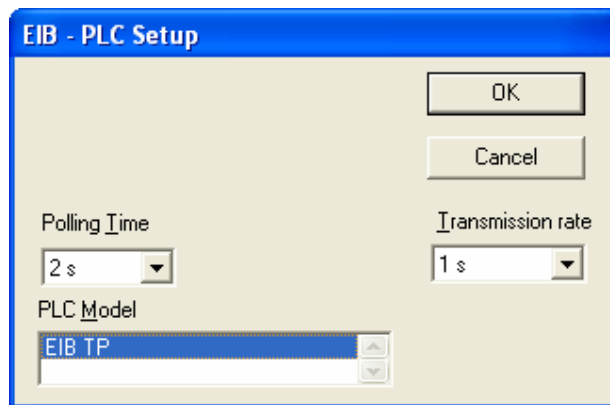 EIB - PLC Setup
OK
Cancel
Polling Time
Transmission rate
2 s
1 s
PLC Model
EIB TP